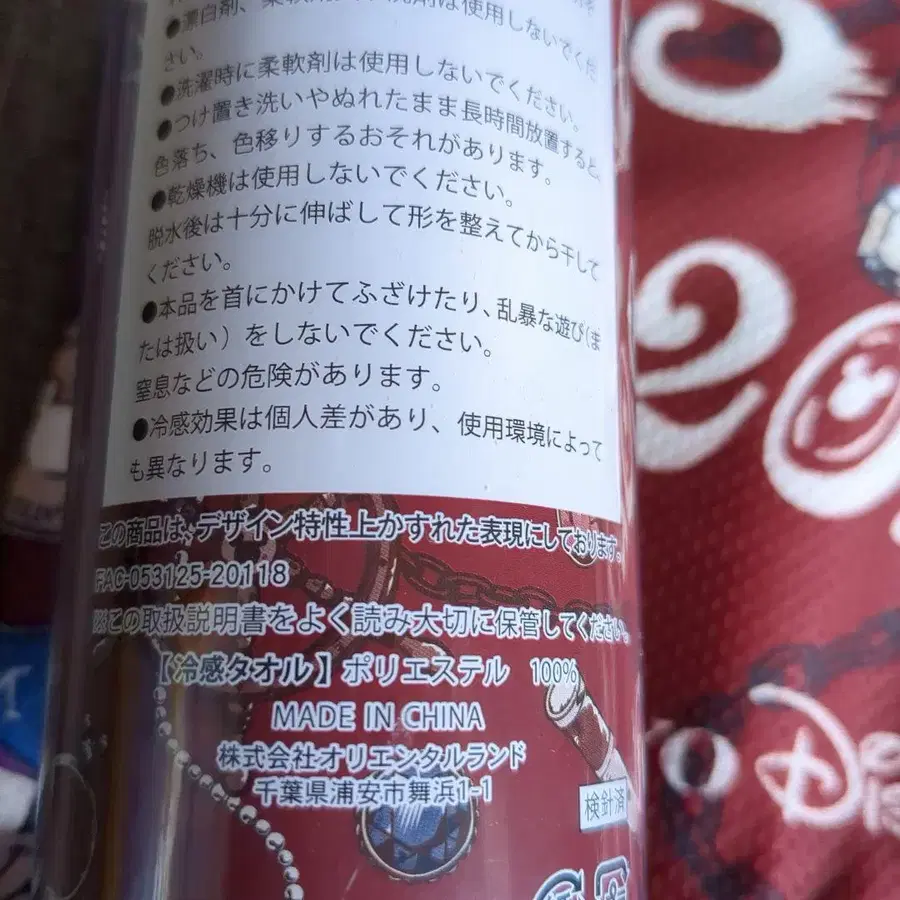 ●漂白剤、柔軟
は使用しないでくだ
さい。
●洗濯時に柔軟剤は使用しないでください。
●つけ置き洗いやぬれたまま長時間放置すると、
色落ち、色移りするおそれがあります。
●乾燥機は使用しないでください。
脱水後は十分に伸ばして形を整えてから干して
ください。
●本品を首にかけてふざけたり、乱暴な遊び(ま
たは扱い)をしないでください。
窒息などの危険があります。
●冷感効果は個人差があり、使用環境によって
も異なります。
この商品は、デザイン特性上かすれた表現にしております。
FAC-053125-20118
※この取扱説明書をよく読み大切に保管してください。
【冷感タオル】ポリエステル 100%
MADE IN CHINA
株式会社オリエンタルランド
千葉県浦安市舞浜1-1
検針済
2
D